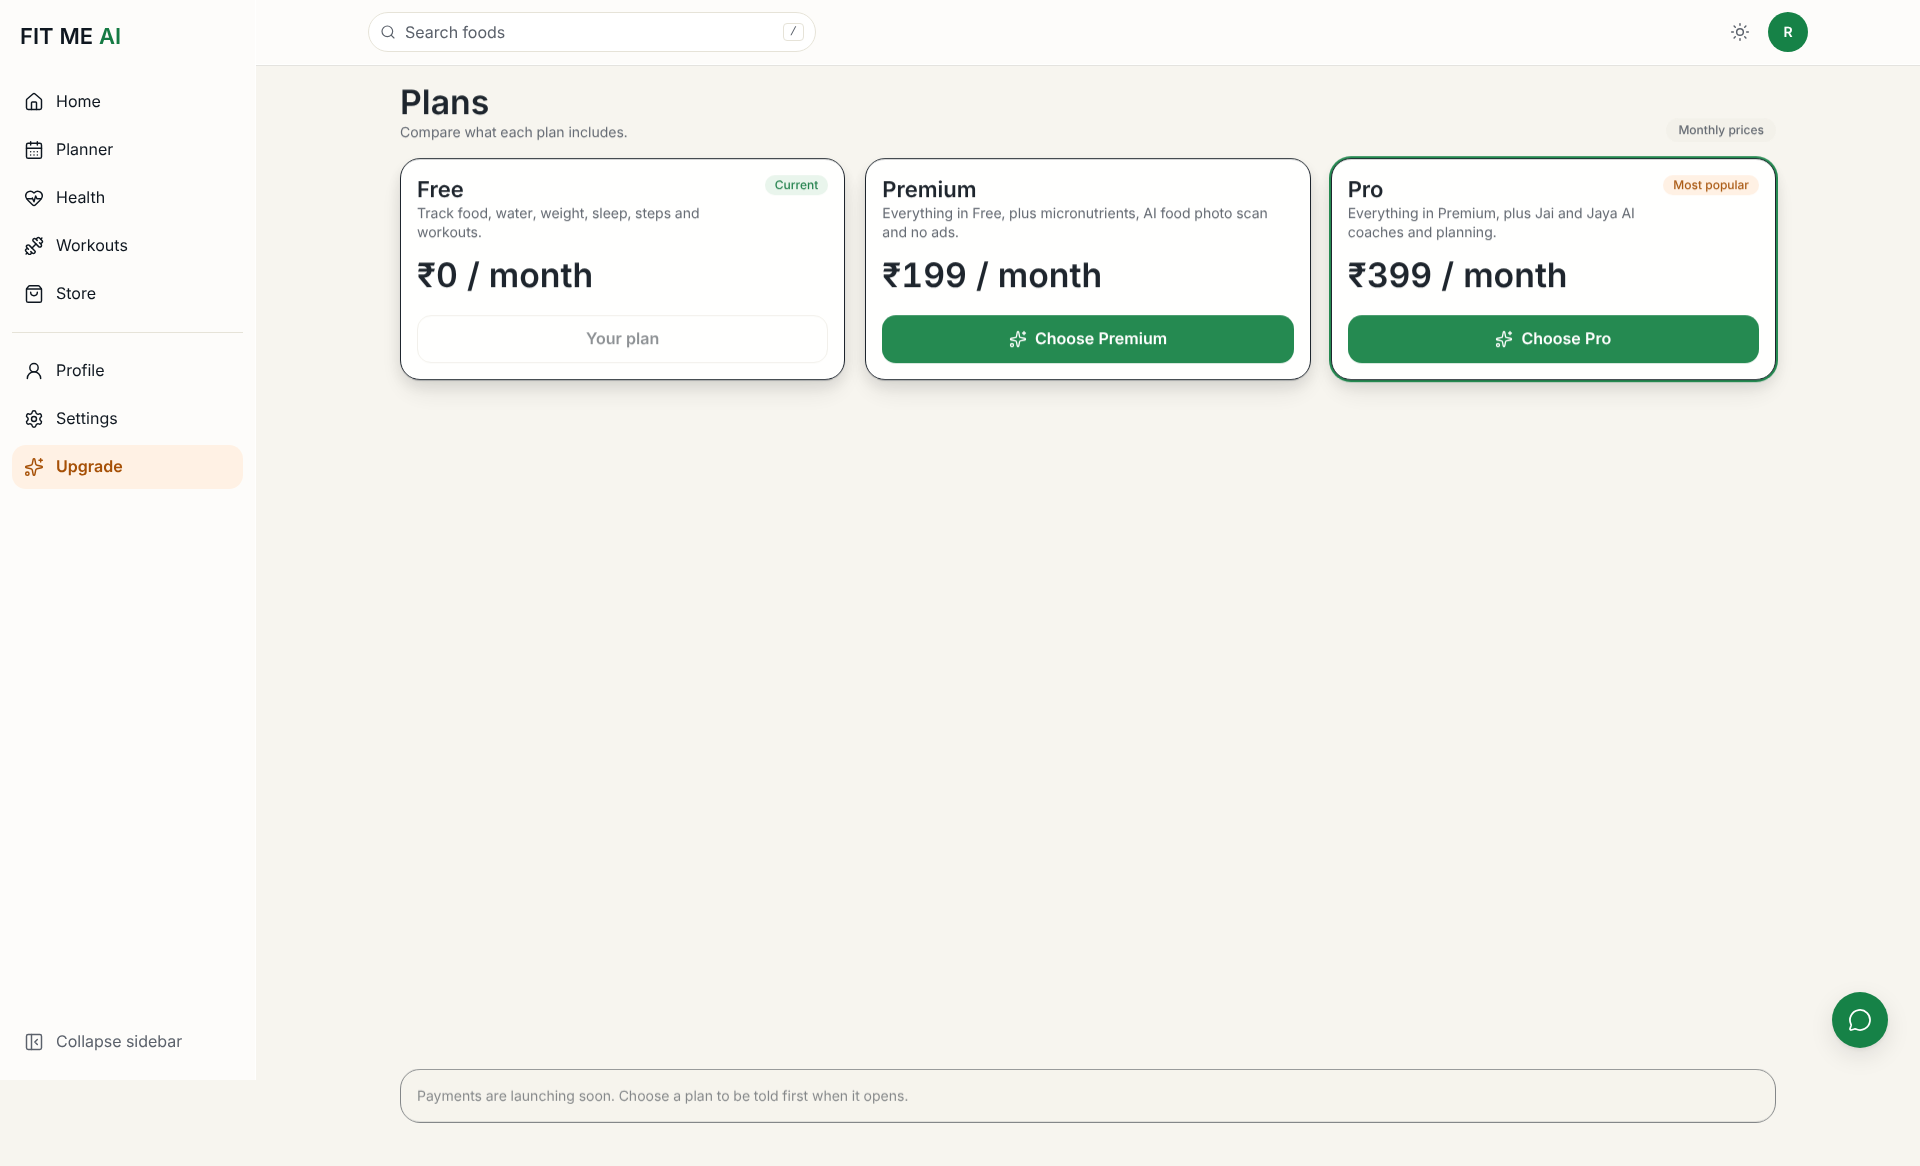 FIT ME AI
Search foods
/
R
Home
Planner
Health
Workouts
Store
Profile
Settings
Upgrade
Collapse sidebar
Plans
Compare what each plan includes.
Monthly prices
Free
Current
Track food, water, weight, sleep, steps and
workouts.
₹0 / month
Your plan
Premium
Everything in Free, plus micronutrients, AI food photo scan
and no ads.
₹199 / month
Choose Premium
Pro
Most popular
Everything in Premium, plus Jai and Jaya AI
coaches and planning.
₹399 / month
Choose Pro
Payments are launching soon. Choose a plan to be told first when it opens.